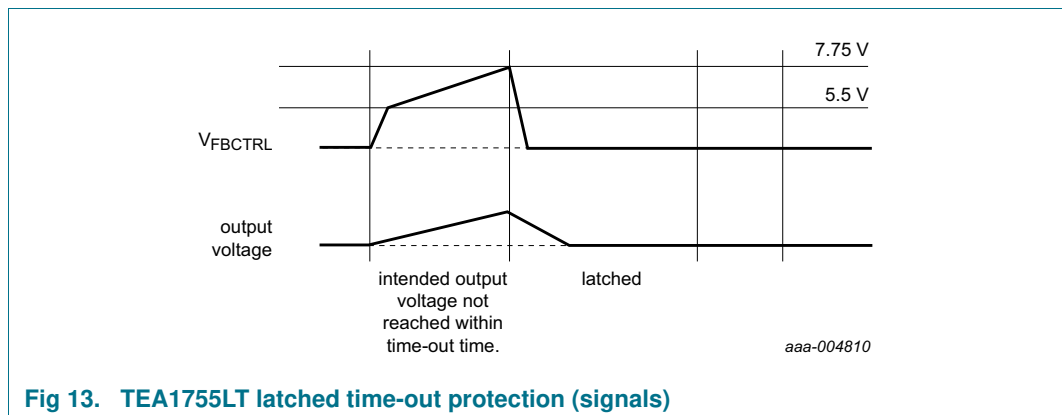 7.75 V
5.5 V
VFBCTRL
output
voltage
intended output
voltage not
reached within
time-out time.
latched
aaa-004810
Fig 13. TEA1755LT latched time-out protection (signals)